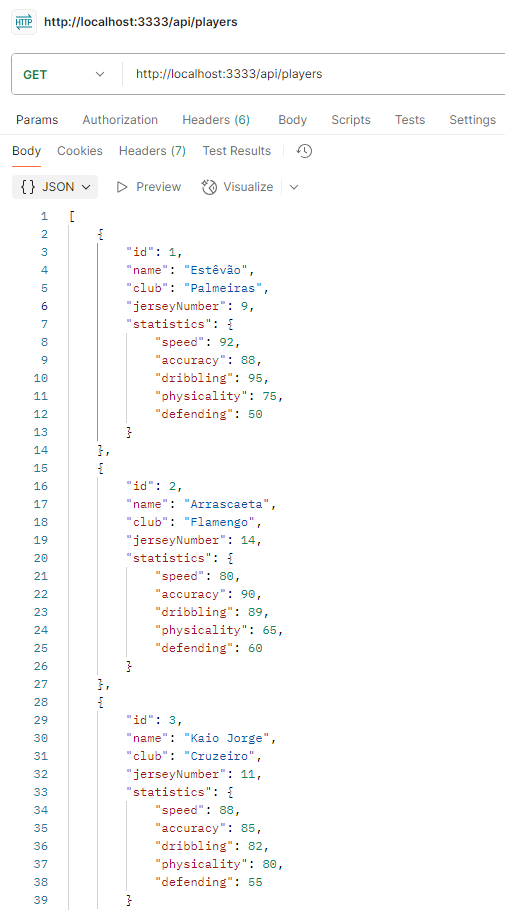 HTTP http://localhost:3333/api/players
GET http://localhost:3333/api/players
Params Authorization Headers (6) Body Scripts Tests Settings
Body Cookies Headers (7) Test Results
{} JSON Preview Visualize
1 [
2 {
3 "id": 1,
4 "name": "Estêvão",
5 "club": "Palmeiras",
6 "jerseyNumber": 9,
7 "statistics": {
8 "speed": 92,
9 "accuracy": 88,
10 "dribbling": 95,
11 "physicality": 75,
12 "defending": 50
13 }
14 },
15 {
16 "id": 2,
17 "name": "Arrascaeta",
18 "club": "Flamengo",
19 "jerseyNumber": 14,
20 "statistics": {
21 "speed": 80,
22 "accuracy": 90,
23 "dribbling": 89,
24 "physicality": 65,
25 "defending": 60
26 }
27 },
28 {
29 "id": 3,
30 "name": "Kaio Jorge",
31 "club": "Cruzeiro",
32 "jerseyNumber": 11,
33 "statistics": {
34 "speed": 88,
35 "accuracy": 85,
36 "dribbling": 82,
37 "physicality": 80,
38 "defending": 55
39 }